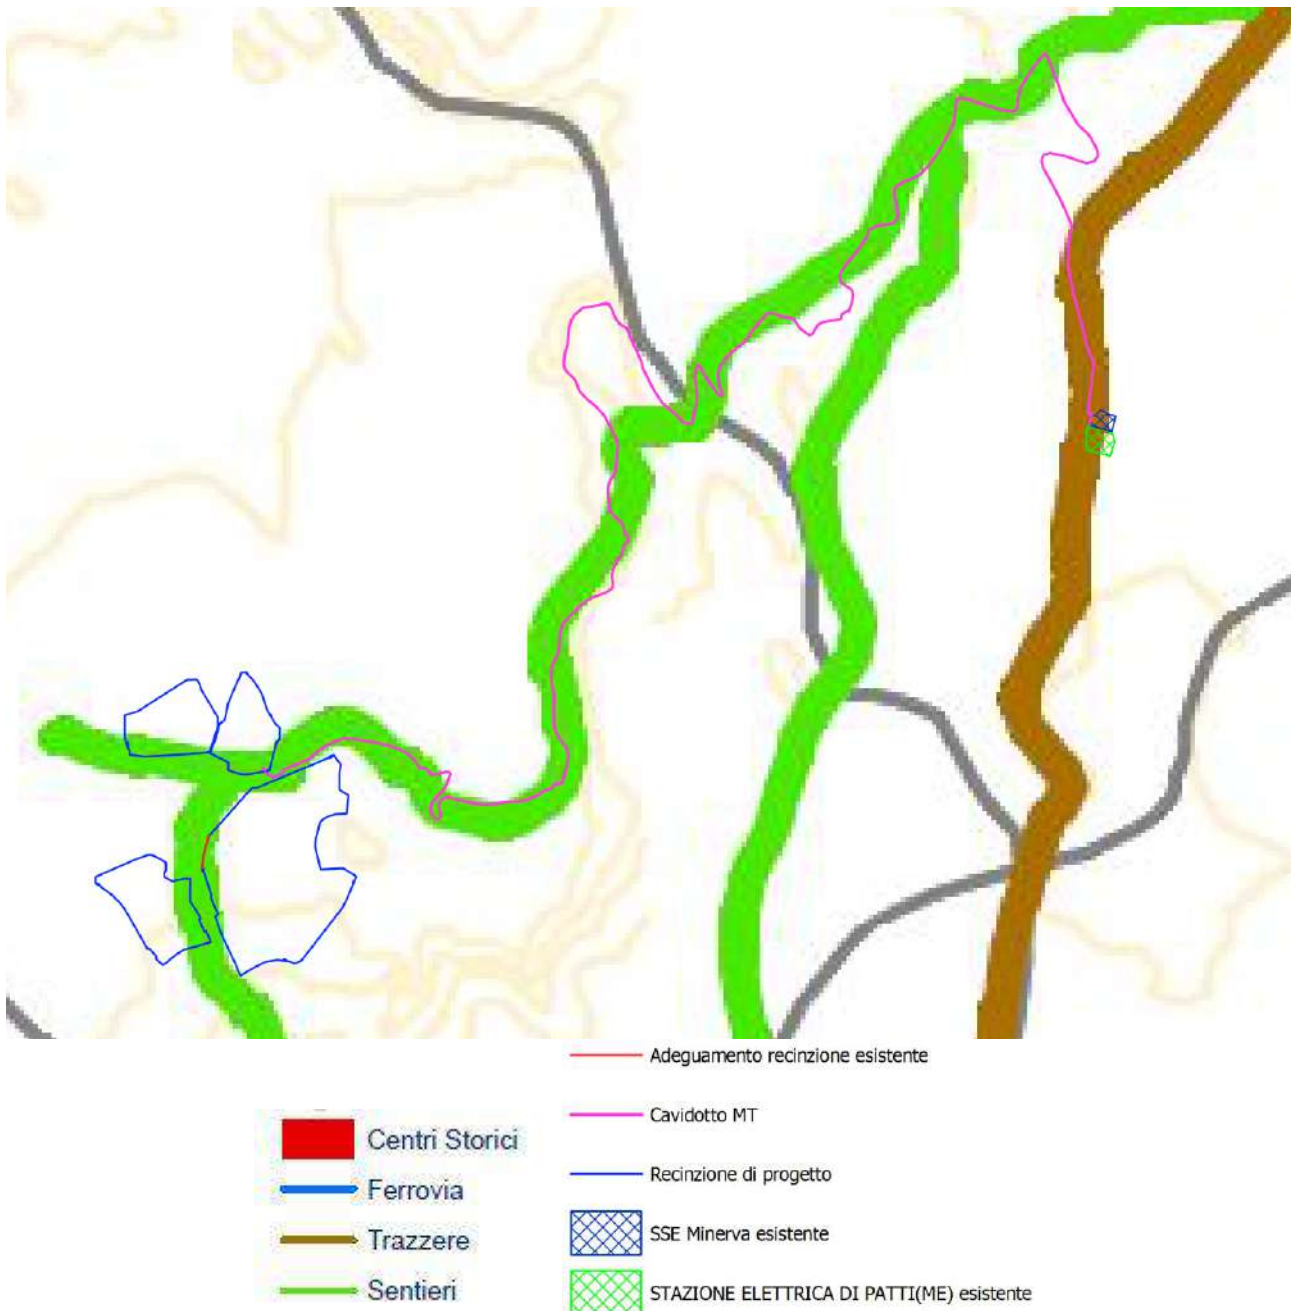 Adeguamento recinzione esistente
Centri Storici
Cavidotto MT
Ferrovia
Recinzione di progetto
Trazzere
SSE Minerva esistente
Sentieri
STAZIONE ELETTRICA DI PATTI(ME) esistente